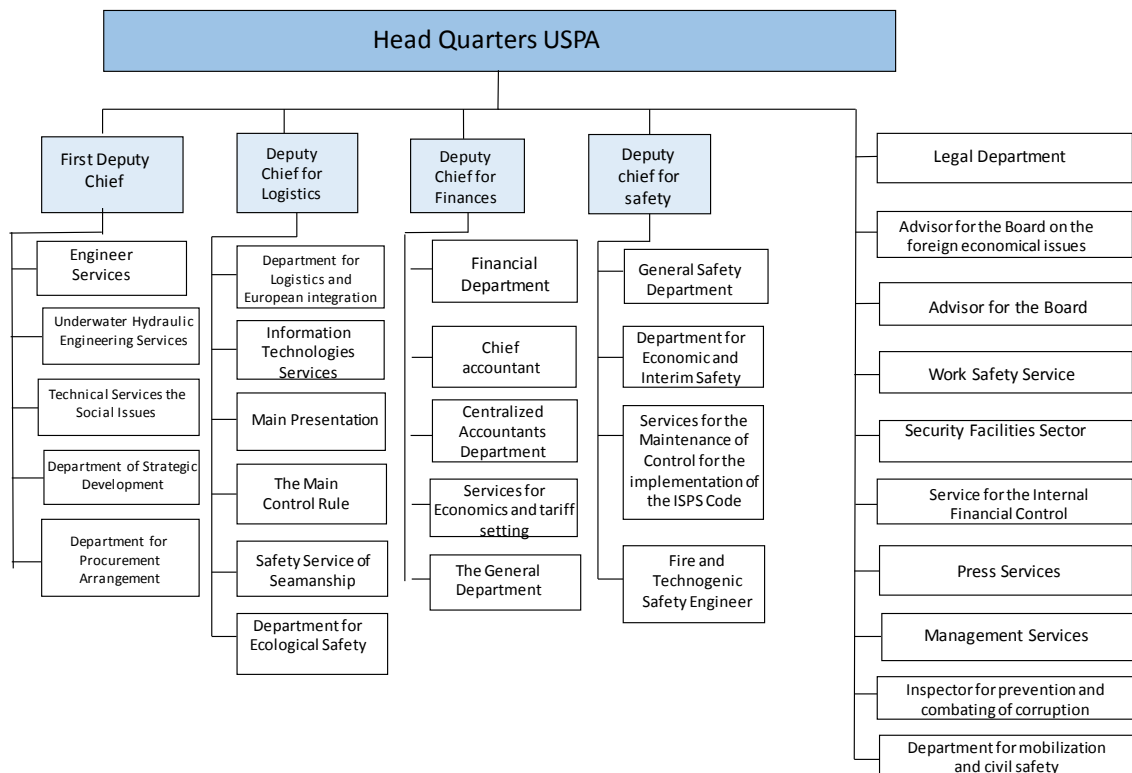 Head Quarters USPA
First Deputy
Chief
Deputy
Chief for
Logistics
Deputy
Chief for
Finances
Deputy
chief for
safety
Engineer
Services
Underwater Hydraulic
Engineering Services
Technical Services the
Social Issues
Department of Strategic
Development
Department for
Procurement
Arrangement
Department for
Logistics and
European integration
Information
Technologies
Services
Main Presentation
The Main
Control Rule
Safety Service of
Seamanship
Department for
Ecological Safety
Financial
Department
Chief
accountant
Centralized
Accountants
Department
Services for
Economics and tariff
setting
The General
Department
General Safety
Department
Department for
Economic and
Interim Safety
Services for the
Maintenance of
Control for the
implementation of
the ISPS Code
Fire and
Technogenic
Safety Engineer
Legal Department
Advisor for the Board on the
foreign economical issues
Advisor for the Board
Work Safety Service
Security Facilities Sector
Service for the Internal
Financial Control
Press Services
Management Services
Inspector for prevention and
combating of corruption
Department for mobilization
and civil safety